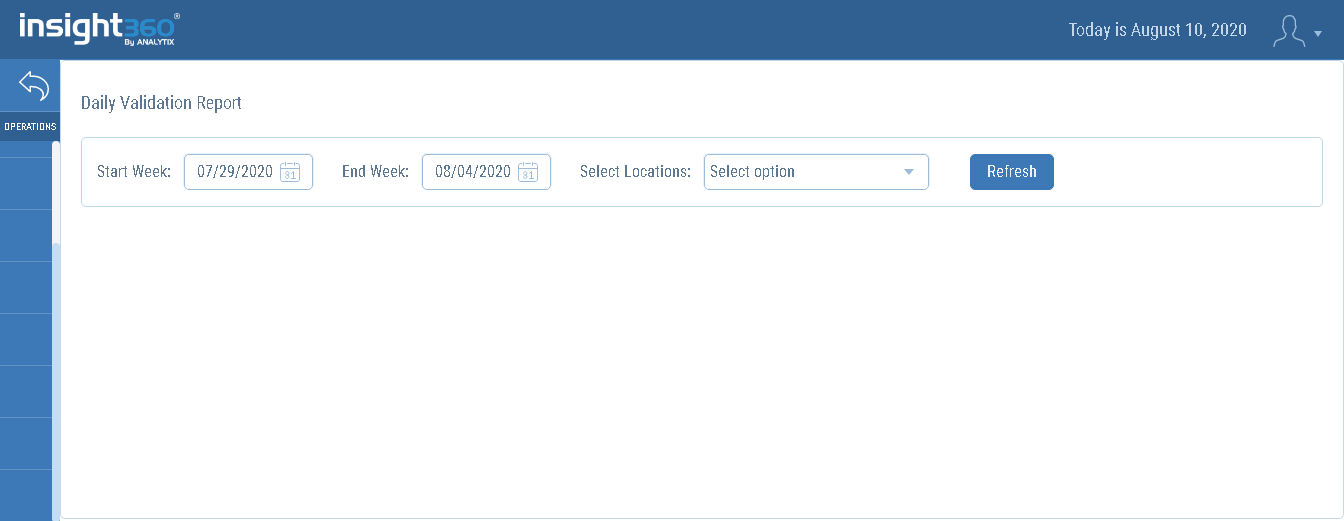 insight360®
By ANALYTIX
Today is August 10, 2020
OPERATIONS
Daily Validation Report
Start Week: 07/29/2020 31 End Week: 08/04/2020 31 Select Locations: Select option Refresh